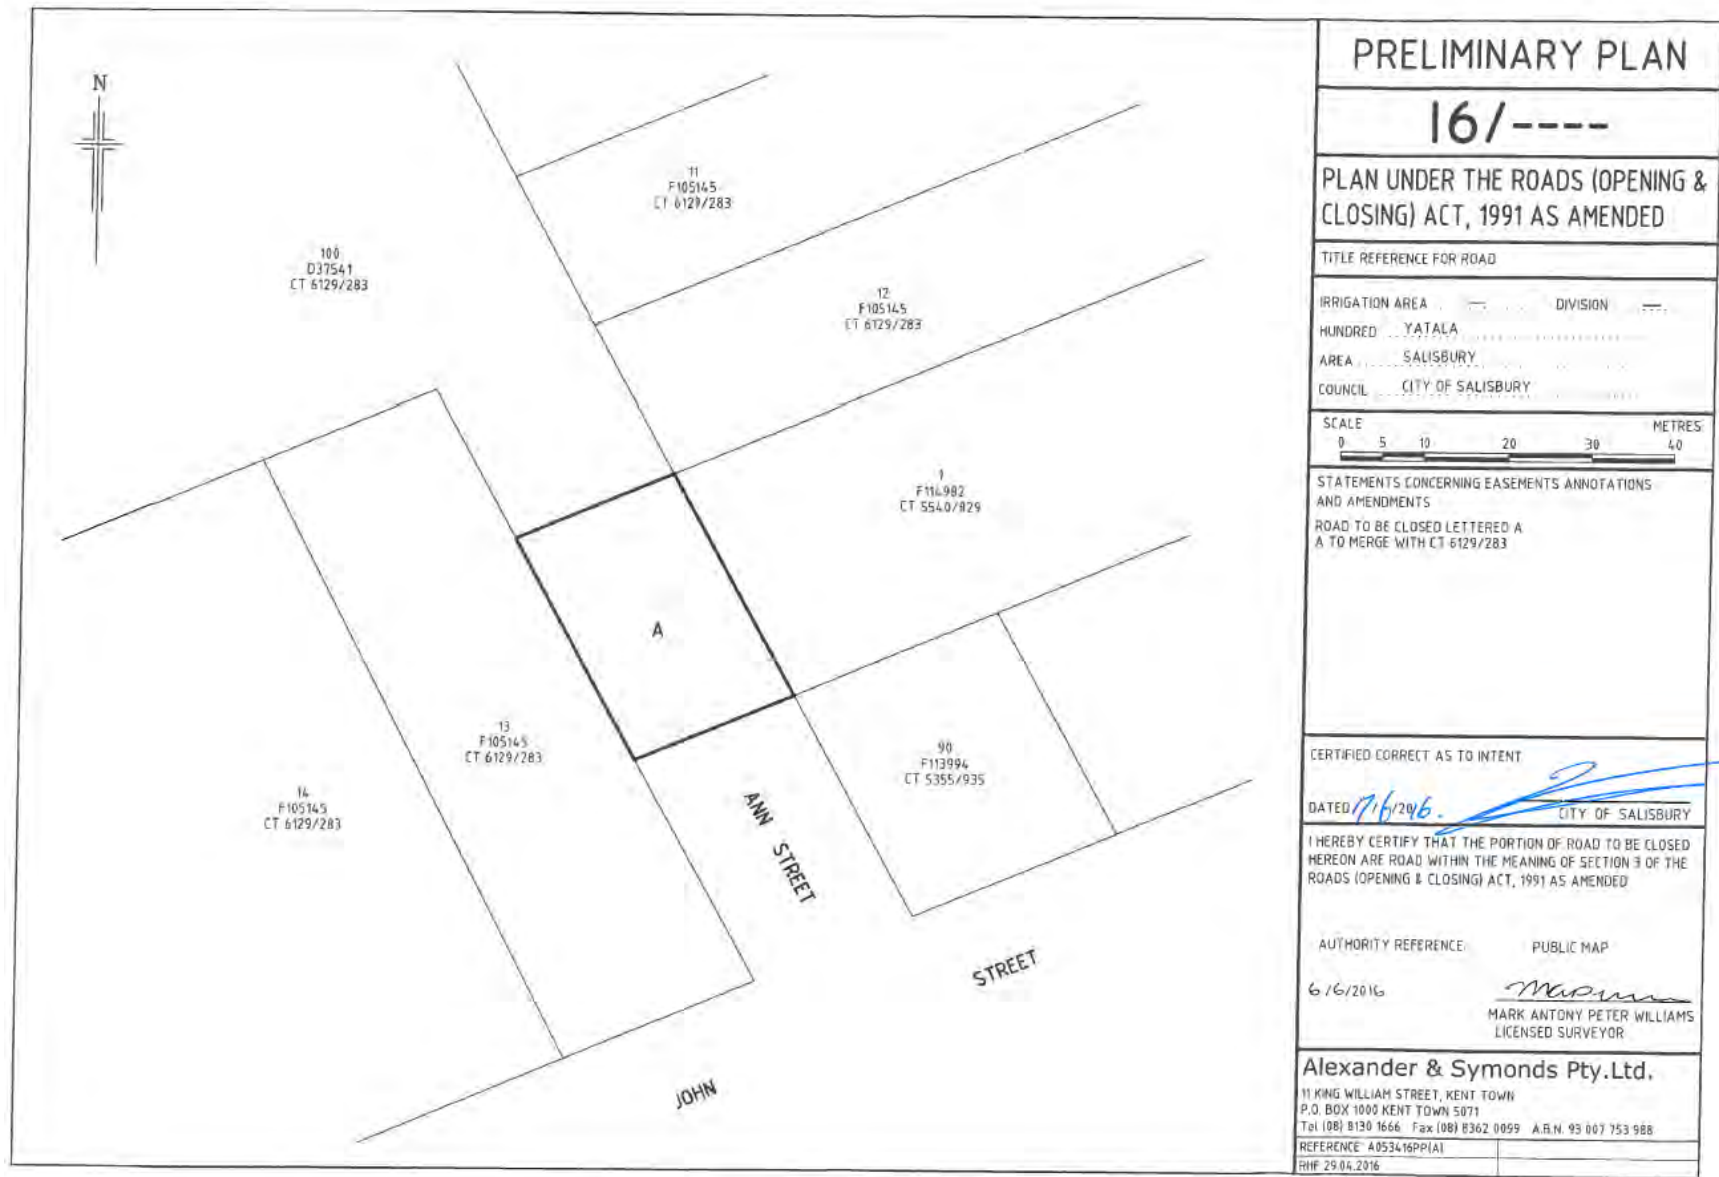 N
11
F105145
CT 6129/283
100
D37541
CT 6129/283
12
F105145
CT 6129/283
1
F114982
CT 5540/829
A
13
F105145
CT 6129/283
14
F105145
CT 6129/283
90
F113994
CT 5355/935
ANN STREET
JOHN STREET
PRELIMINARY PLAN
16/----
PLAN UNDER THE ROADS (OPENING &
CLOSING) ACT, 1991 AS AMENDED
TITLE REFERENCE FOR ROAD
IRRIGATION AREA — DIVISION —
HUNDRED YATALA
AREA SALISBURY
COUNCIL CITY OF SALISBURY
SCALE METRES
0 5 10 20 30 40
STATEMENTS CONCERNING EASEMENTS ANNOTATIONS
AND AMENDMENTS
ROAD TO BE CLOSED LETTERED A
A TO MERGE WITH CT 6129/283
CERTIFIED CORRECT AS TO INTENT
DATED 17/6/2016. CITY OF SALISBURY
I HEREBY CERTIFY THAT THE PORTION OF ROAD TO BE CLOSED
HEREON ARE ROAD WITHIN THE MEANING OF SECTION 3 OF THE
ROADS (OPENING & CLOSING) ACT, 1991 AS AMENDED
AUTHORITY REFERENCE PUBLIC MAP
6/6/2016
MARK ANTONY PETER WILLIAMS
LICENSED SURVEYOR
Alexander & Symonds Pty.Ltd.
11 KING WILLIAM STREET, KENT TOWN
P.O. BOX 1000 KENT TOWN 5071
Tel (08) 8130 1666 Fax (08) 8362 0099 A.B.N. 93 007 753 988
REFERENCE A053416PP(A)
RHF 29.04.2016